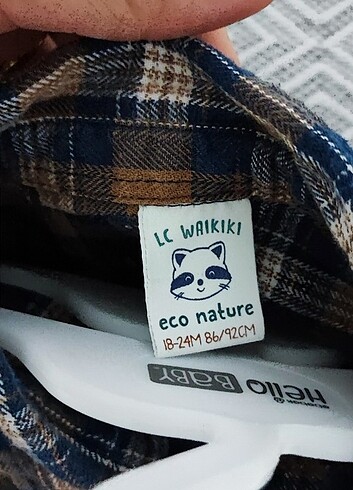 LC WAIKIKI
eco nature
18-24M 86/92CM
Hello BABY